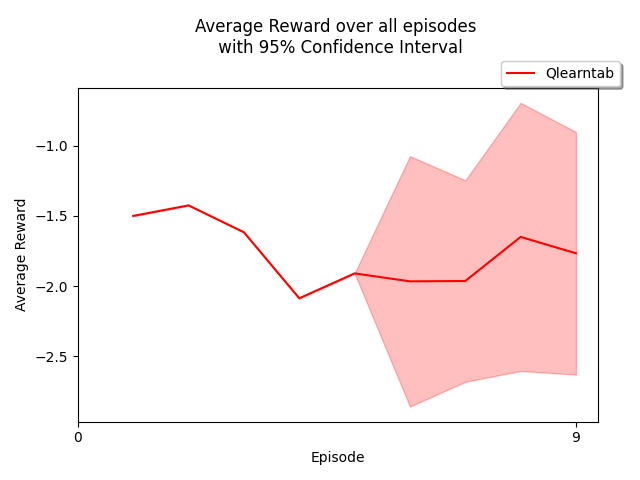 Average Reward over all episodes
with 95% Confidence Interval
Qlearntab
−1.0
−1.5
−2.0
−2.5
Average Reward
0
9
Episode